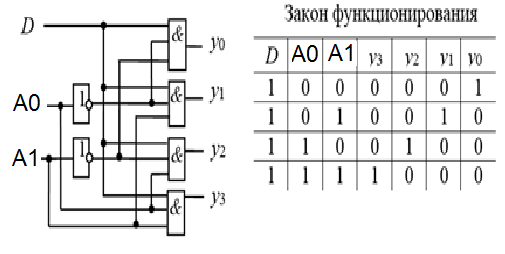 Закон функционирования
D A0 A1 y3 y2 y1 y0
1 0 0 0 0 0 1
1 0 1 0 0 1 0
1 1 0 0 1 0 0
1 1 1 1 0 0 0
D
& y0
A0 1 & y1
A1 1 & y2
& y3